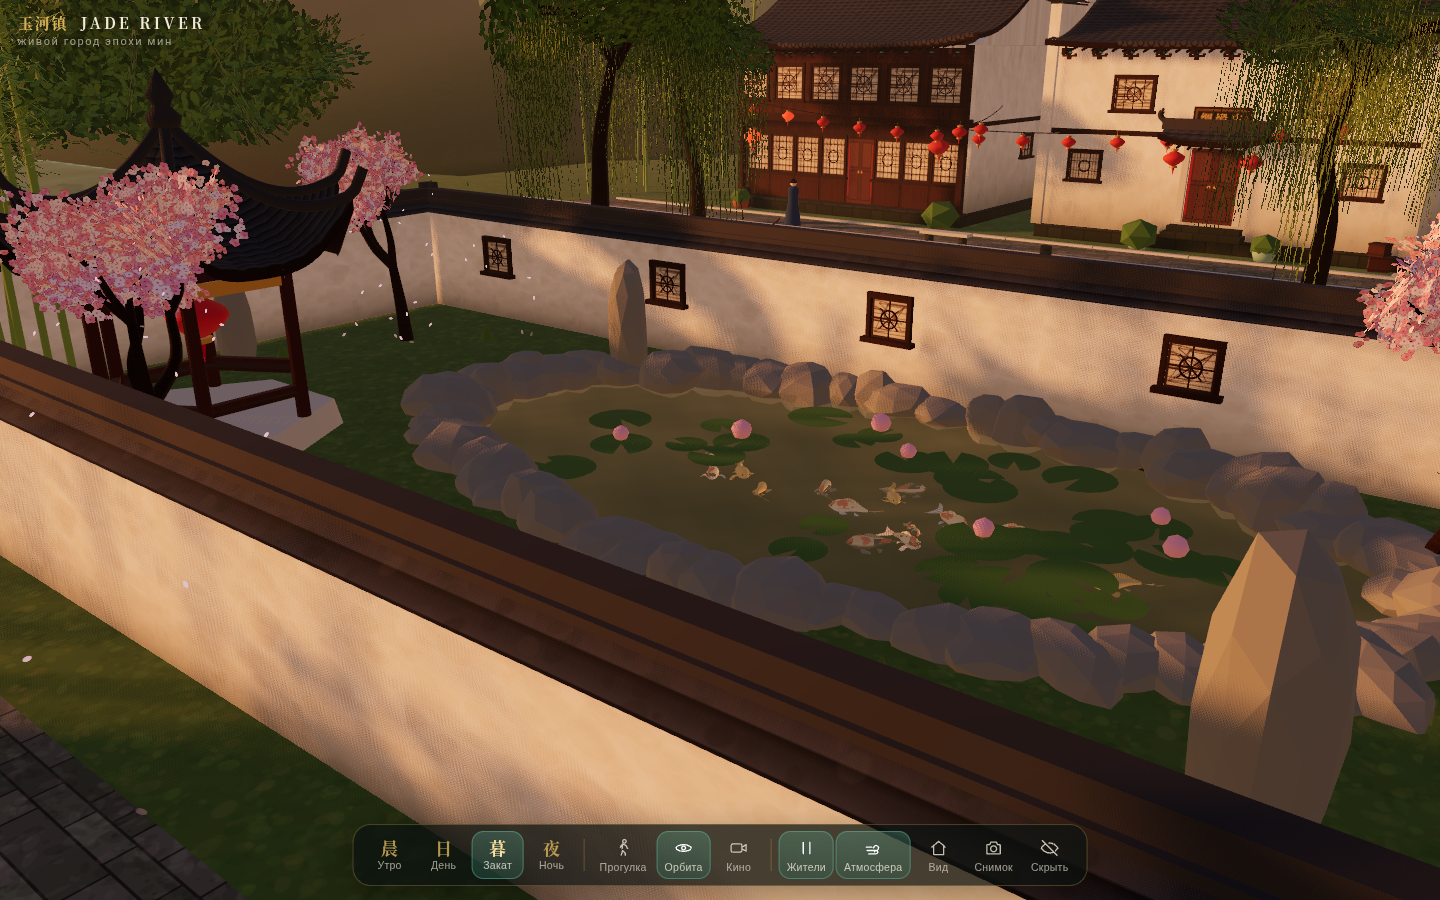 玉河镇 JADE RIVER
живой город эпохи мин
晨 日 暮 夜
Утро День Закат Ночь Прогулка Орбита Кино Жители Атмосфера Вид Снимок Скрыть